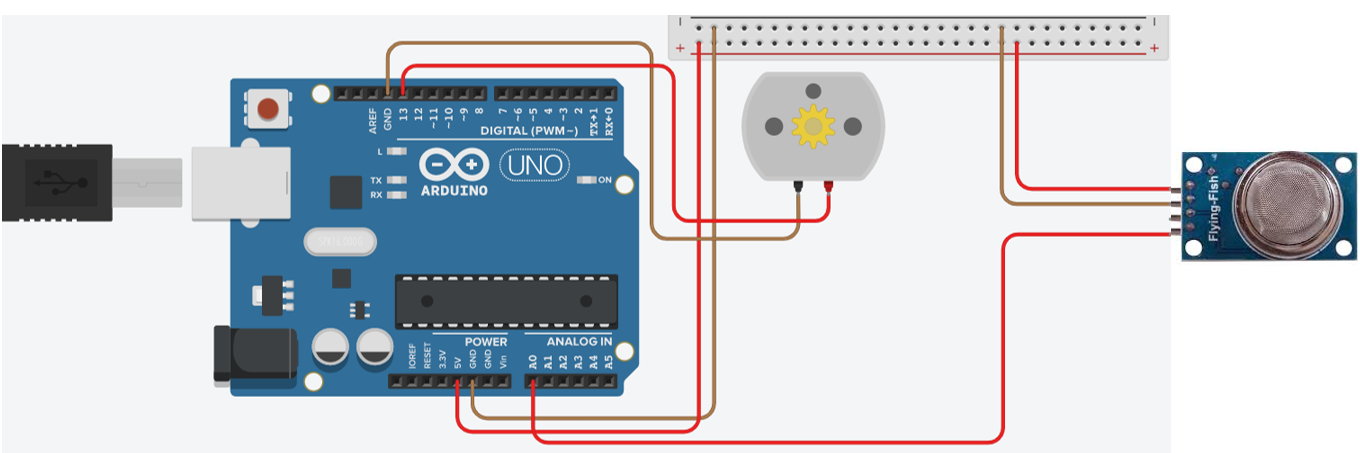 AREF
GND
13
12
~11
~10
~9
8
7
~6
~5
4
~3
2
TX→1
RX←0
DIGITAL (PWM~)
L
TX
RX
ARDUINO
UNO
ON
Flying-Fish
POWER
ANALOG IN
IOREF
RESET
3.3V
5V
GND
GND
Vin
A0
A1
A2
A3
A4
A5